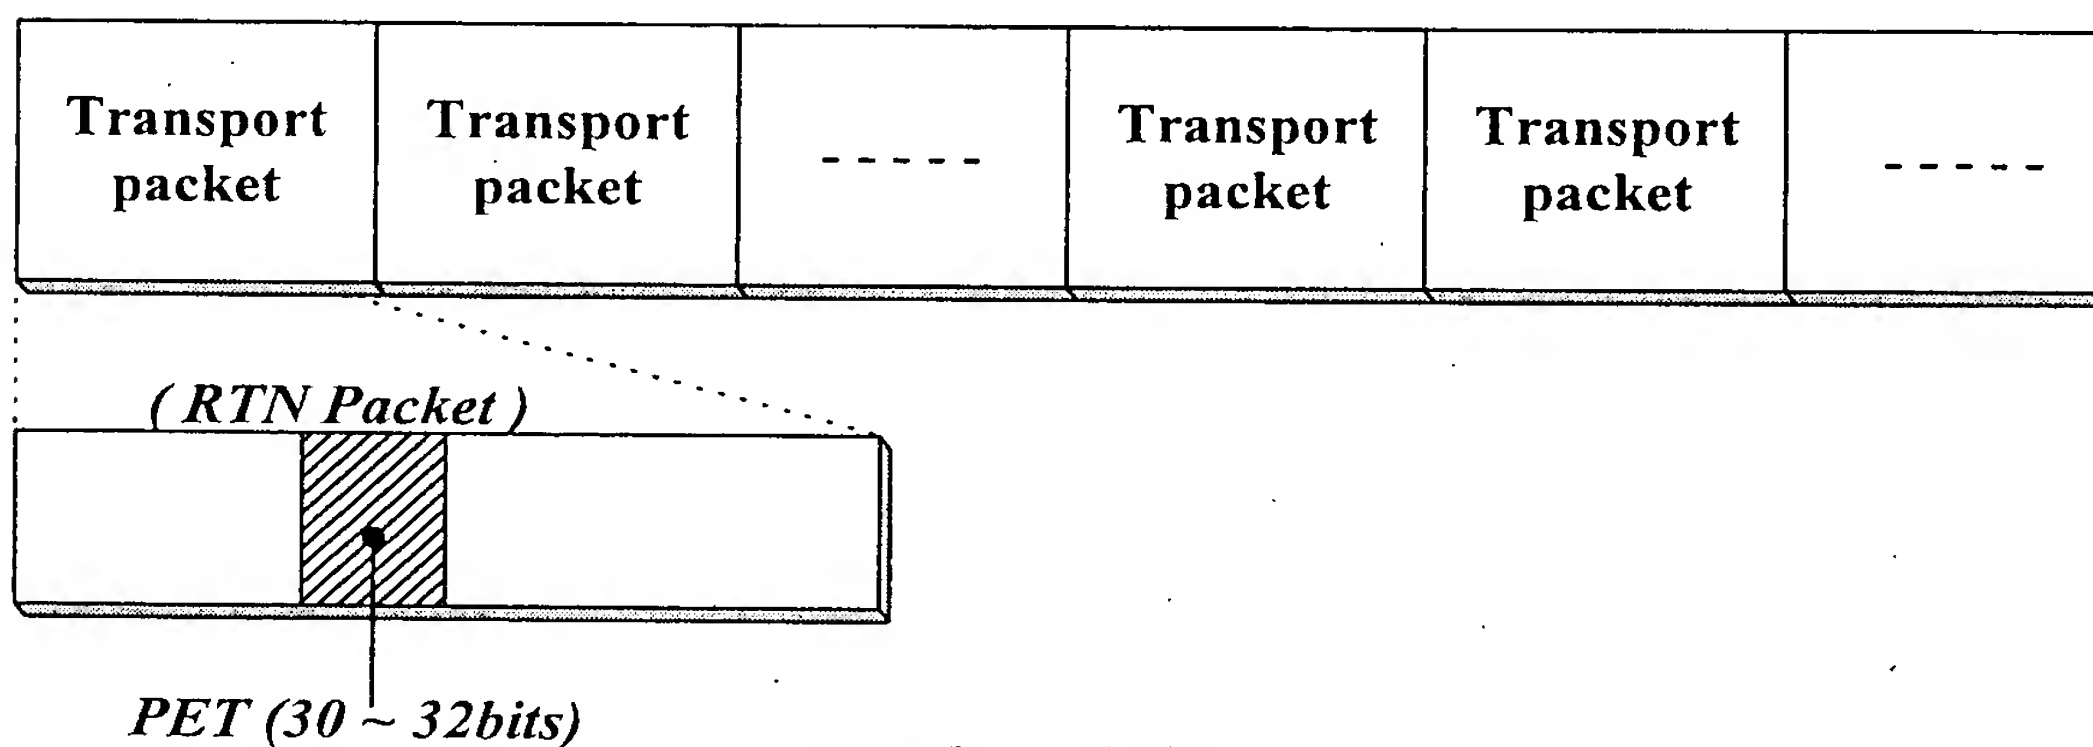 Transport
packet
Transport
packet
-----
Transport
packet
Transport
packet
-----
( RTN Packet )
PET (30 ~ 32bits)